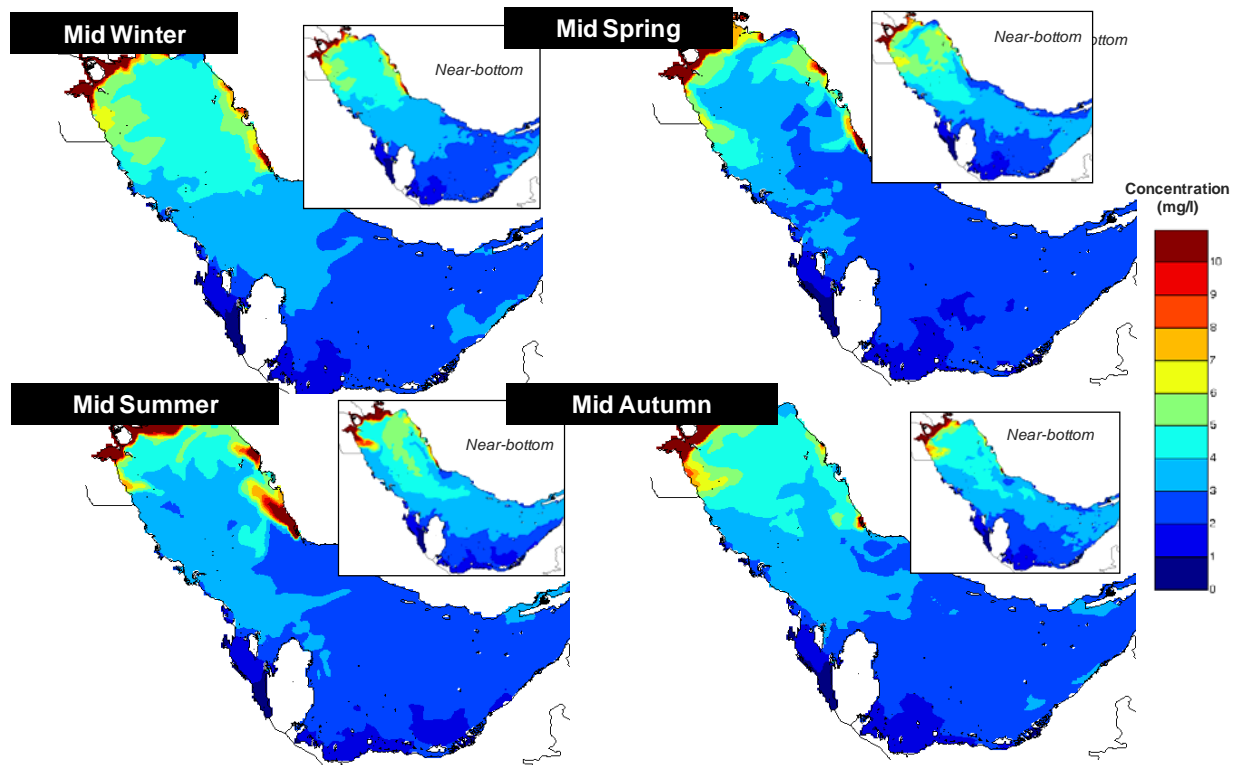 Mid Winter
Near-bottom
Mid Spring
Near-bottom
ottom
Concentration
(mg/l)
10
9
8
7
6
5
4
3
2
1
0
Mid Summer
Near-bottom
Mid Autumn
Near-bottom